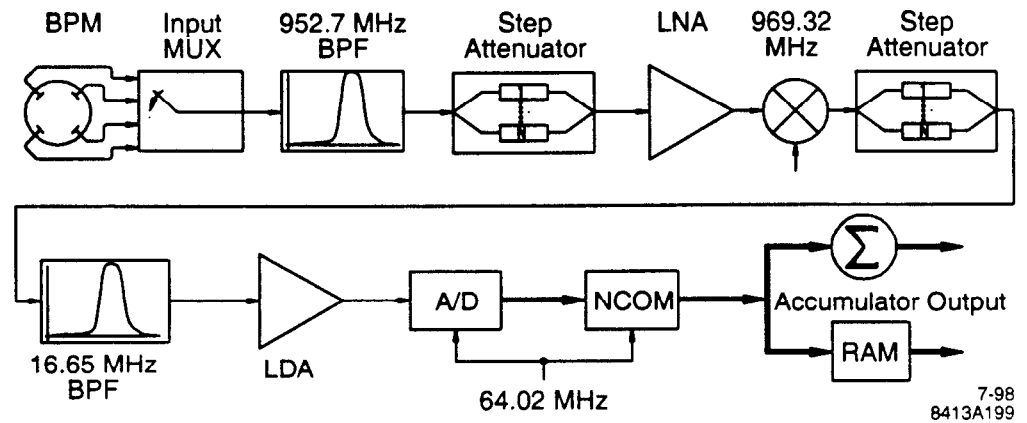 BPM
Input
MUX
952.7 MHz
BPF
Step
Attenuator
LNA
969.32
MHz
Step
Attenuator
16.65 MHz
BPF
LDA
A/D
NCOM
64.02 MHz
Σ
Accumulator Output
RAM
7-98
8413A199